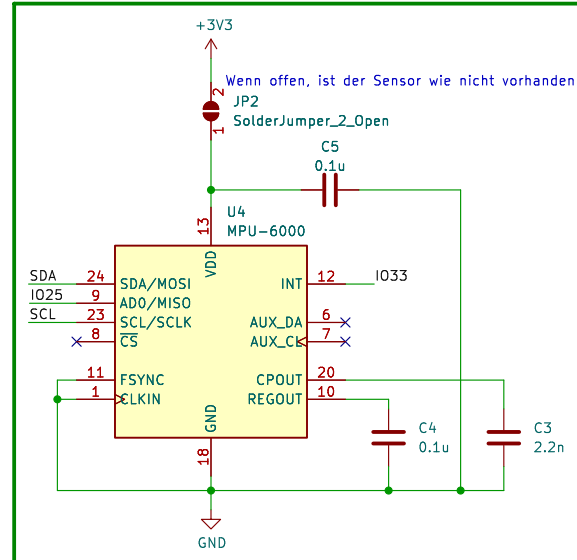 +3V3
Wenn offen, ist der Sensor wie nicht vorhanden
2
JP2
SolderJumper_2_Open
1
C5
0.1u
U4
MPU-6000
13
VDD
SDA
24
SDA/MOSI
INT
12
IO33
IO25
9
AD0/MISO
SCL
23
SCL/SCLK
AUX_DA
6
8
CS
AUX_CL
7
11
FSYNC
CPOUT
20
1
CLKIN
REGOUT
10
GND
18
C4
0.1u
C3
2.2n
GND